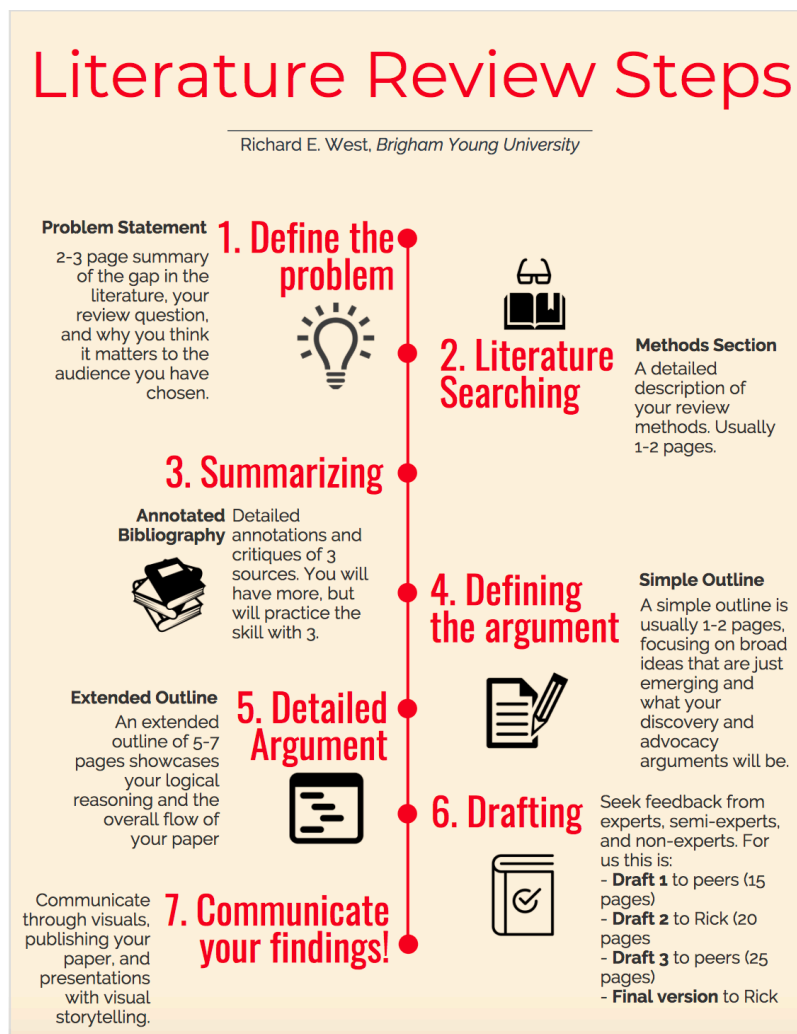 Literature Review Steps
Richard E. West, Brigham Young University
1. Define the
problem
Problem Statement
2-3 page summary
of the gap in the
literature, your
review question,
and why you think
it matters to the
audience you have
chosen.
2. Literature
Searching
Methods Section
A detailed
description of
your review
methods. Usually
1-2 pages.
3. Summarizing
Annotated
Bibliography
Detailed
annotations and
critiques of 3
sources. You will
have more, but
will practice the
skill with 3.
4. Defining
the argument
Simple Outline
A simple outline is
usually 1-2 pages,
focusing on broad
ideas that are just
emerging and
what your
discovery and
advocacy
arguments will be.
5. Detailed
Argument
Extended Outline
An extended
outline of 5-7
pages showcases
your logical
reasoning and the
overall flow of
your paper
6. Drafting
Seek feedback from
experts, semi-experts,
and non-experts. For
us this is:
- Draft 1 to peers (15
pages)
- Draft 2 to Rick (20
pages
- Draft 3 to peers (25
pages)
- Final version to Rick
7. Communicate
your findings!
Communicate
through visuals,
publishing your
paper, and
presentations
with visual
storytelling.